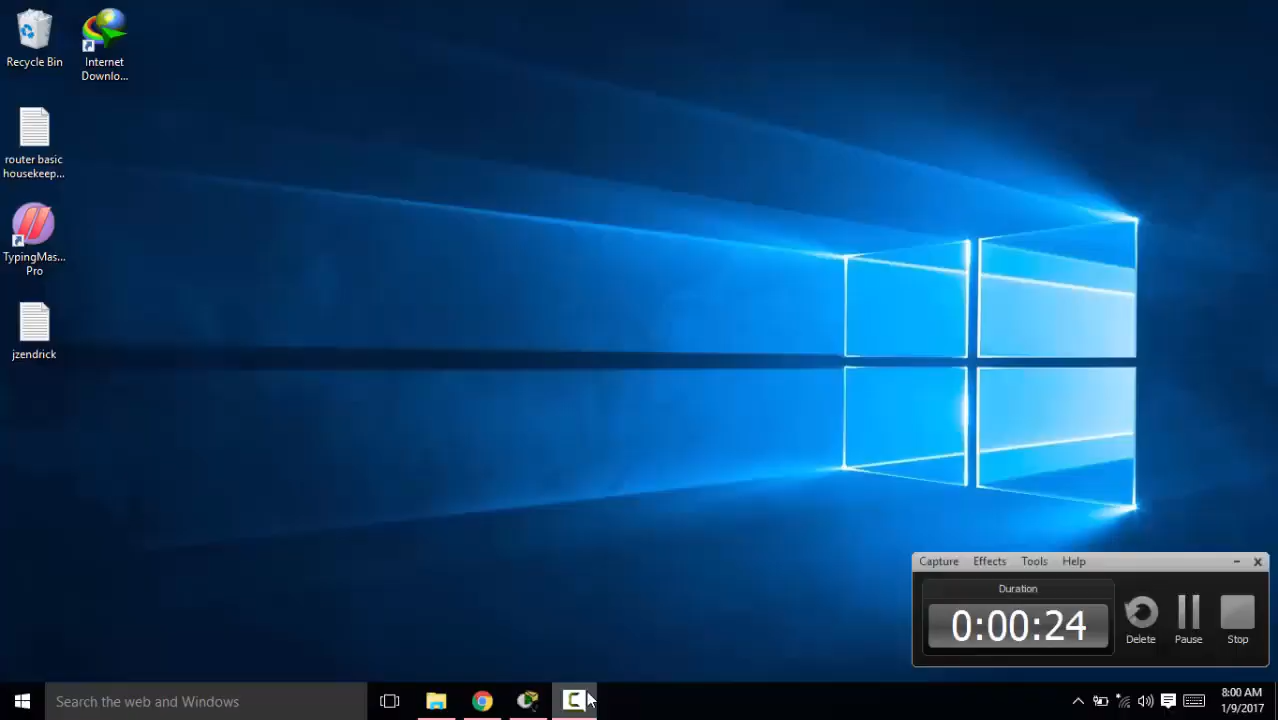 Recycle Bin
Internet
Downlo...
router basic
housekeep...
TypingMas...
Pro
jzendrick
Capture Effects Tools Help
Duration
0:00:24
Delete Pause Stop
Search the web and Windows
8:00 AM
1/9/2017